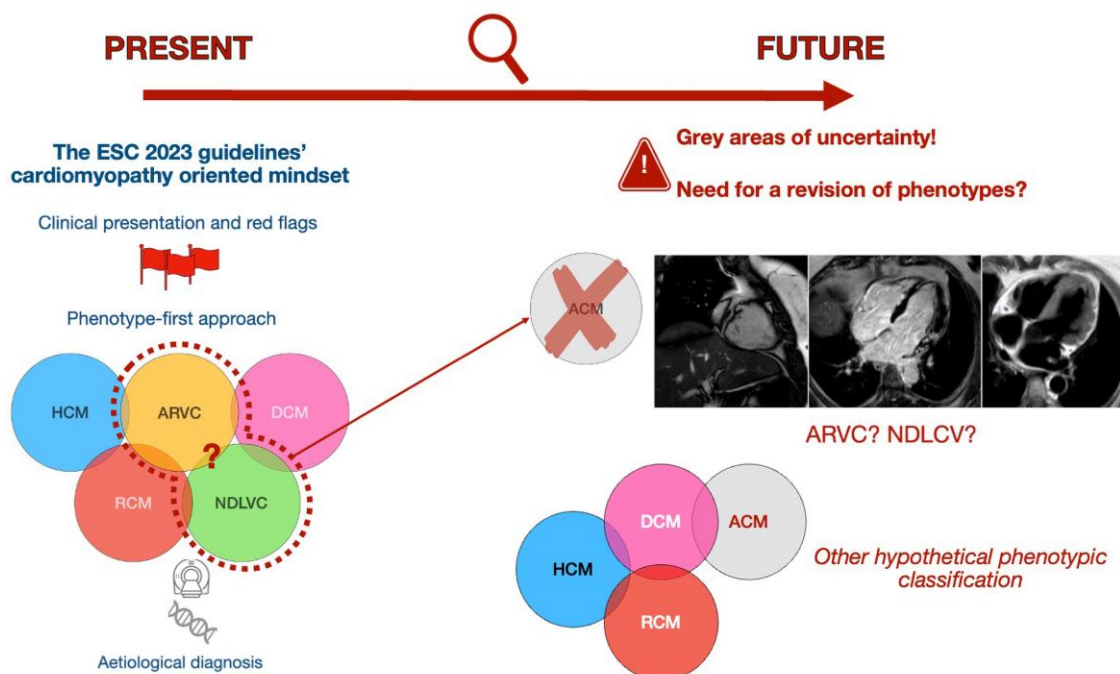 PRESENT
FUTURE
The ESC 2023 guidelines'
cardiomyopathy oriented mindset
Clinical presentation and red flags
Phenotype-first approach
HCM
ARVC
DCM
?
RCM
NDLVC
Aetiological diagnosis
!
Grey areas of uncertainty!
Need for a revision of phenotypes?
ACM
ARVC? NDLCV?
DCM
ACM
HCM
RCM
Other hypothetical phenotypic
classification